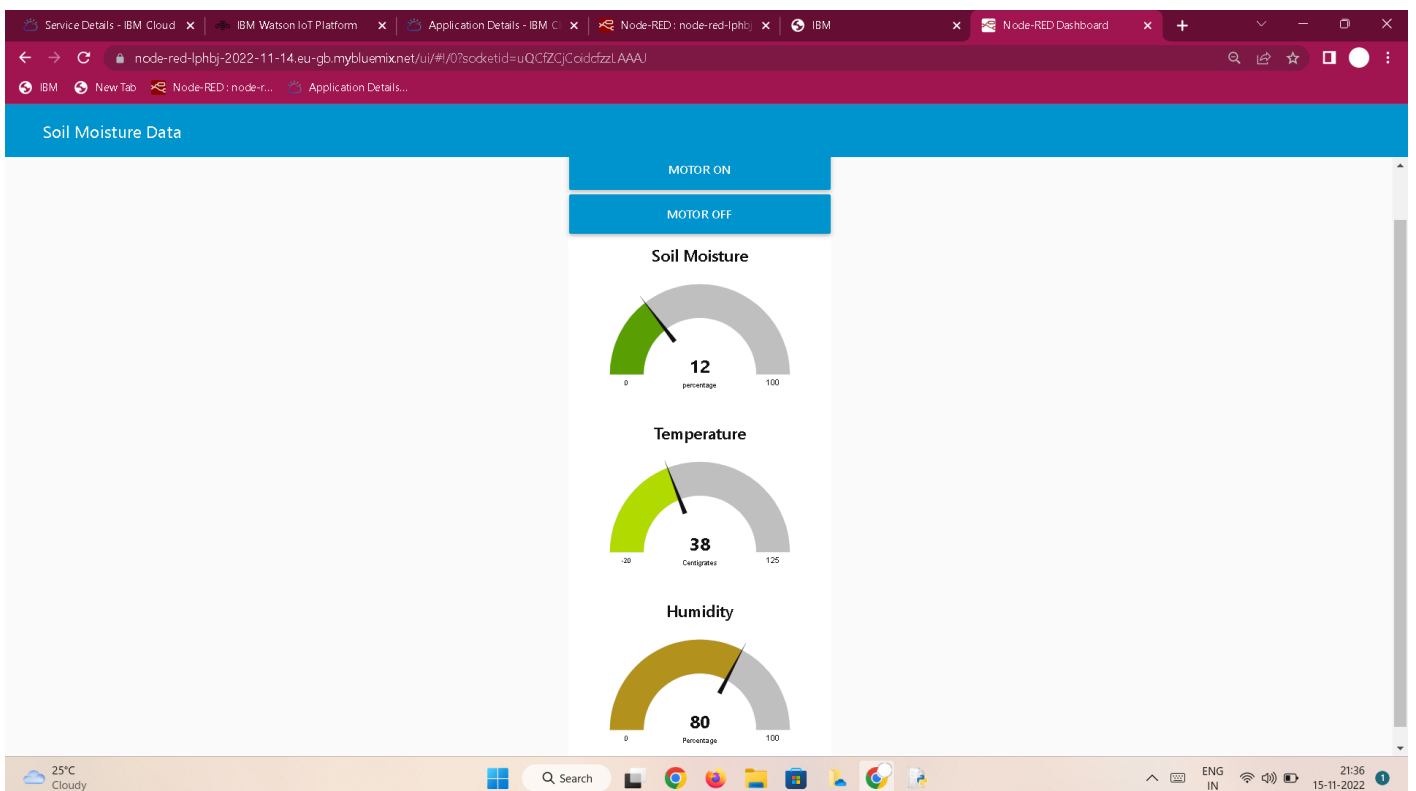 Service Details - IBM Cloud
IBM Watson IoT Platform
Application Details - IBM Cl
Node-RED : node-red-lphbj
IBM
Node-RED Dashboard
node-red-lphbj-2022-11-14.eu-gb.mybluemix.net/ui/#!/0?socketid=uQCfZCjCoidcfzzLAAAJ
IBM
New Tab
Node-RED : node-r...
Application Details...
Soil Moisture Data
MOTOR ON
MOTOR OFF
Soil Moisture
12
percentage
0
100
Temperature
38
Centigrates
-20
125
Humidity
80
Percentage
0
100
25°C
Cloudy
Search
ENG
IN
21:36
15-11-2022
1